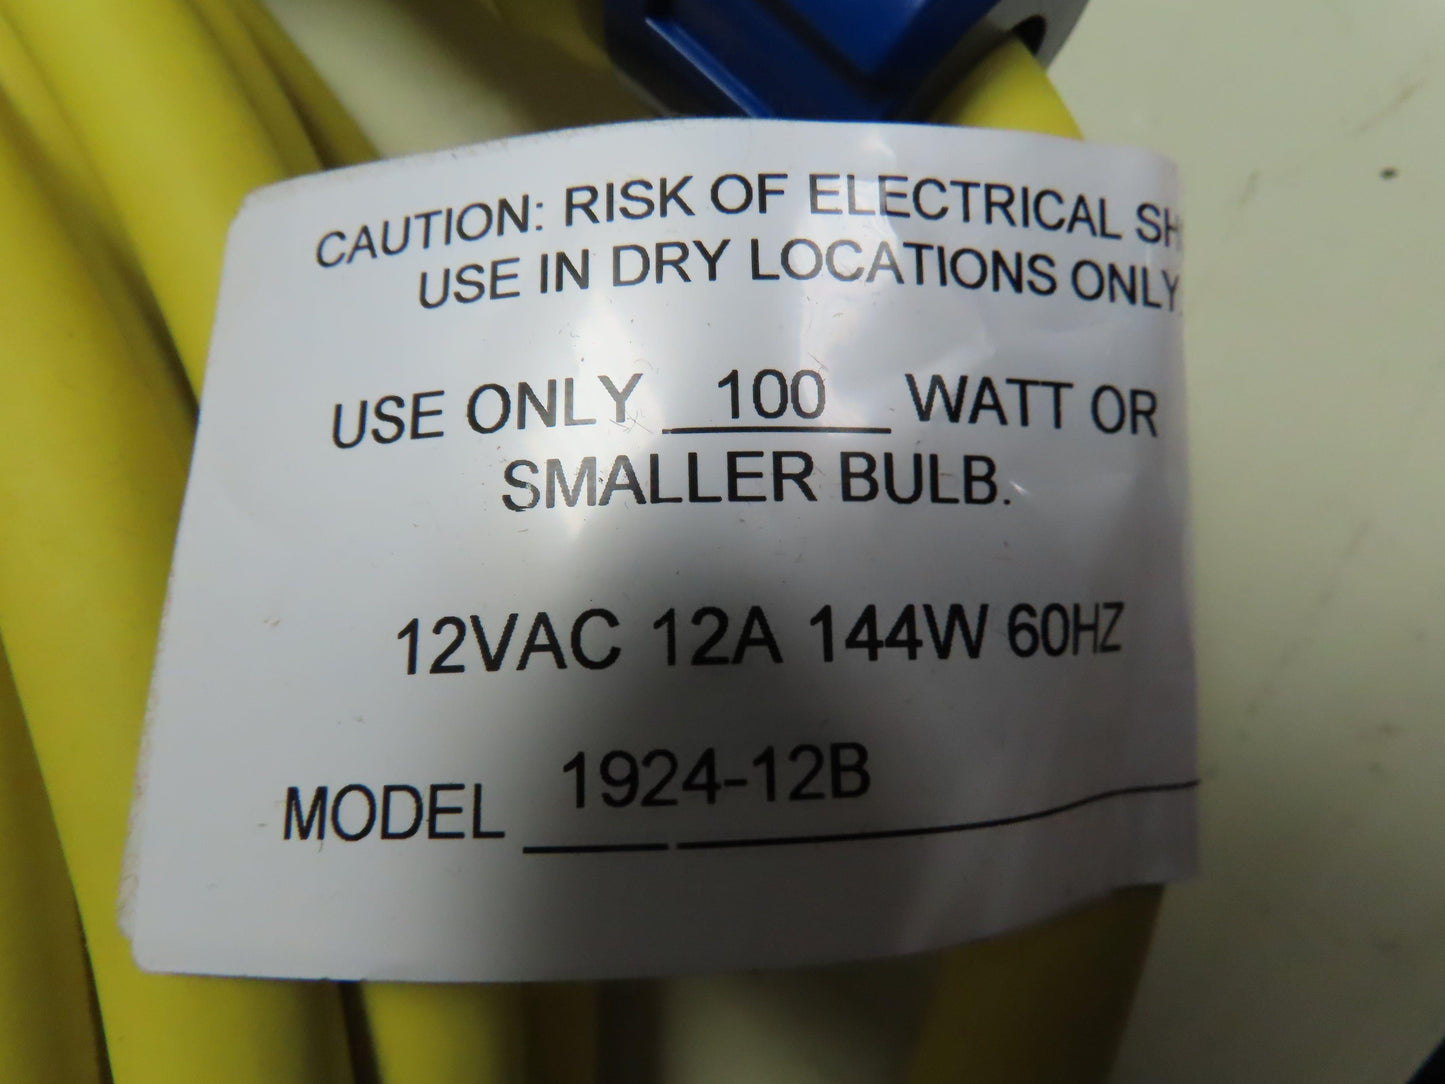 CAUTION: RISK OF ELECTRICAL
USE IN DRY LOCATIONS ONLY
USE ONLY 100 WATT OR
SMALLER BULB.
12VAC 12A 144W 60HZ
MODEL 1924-12B